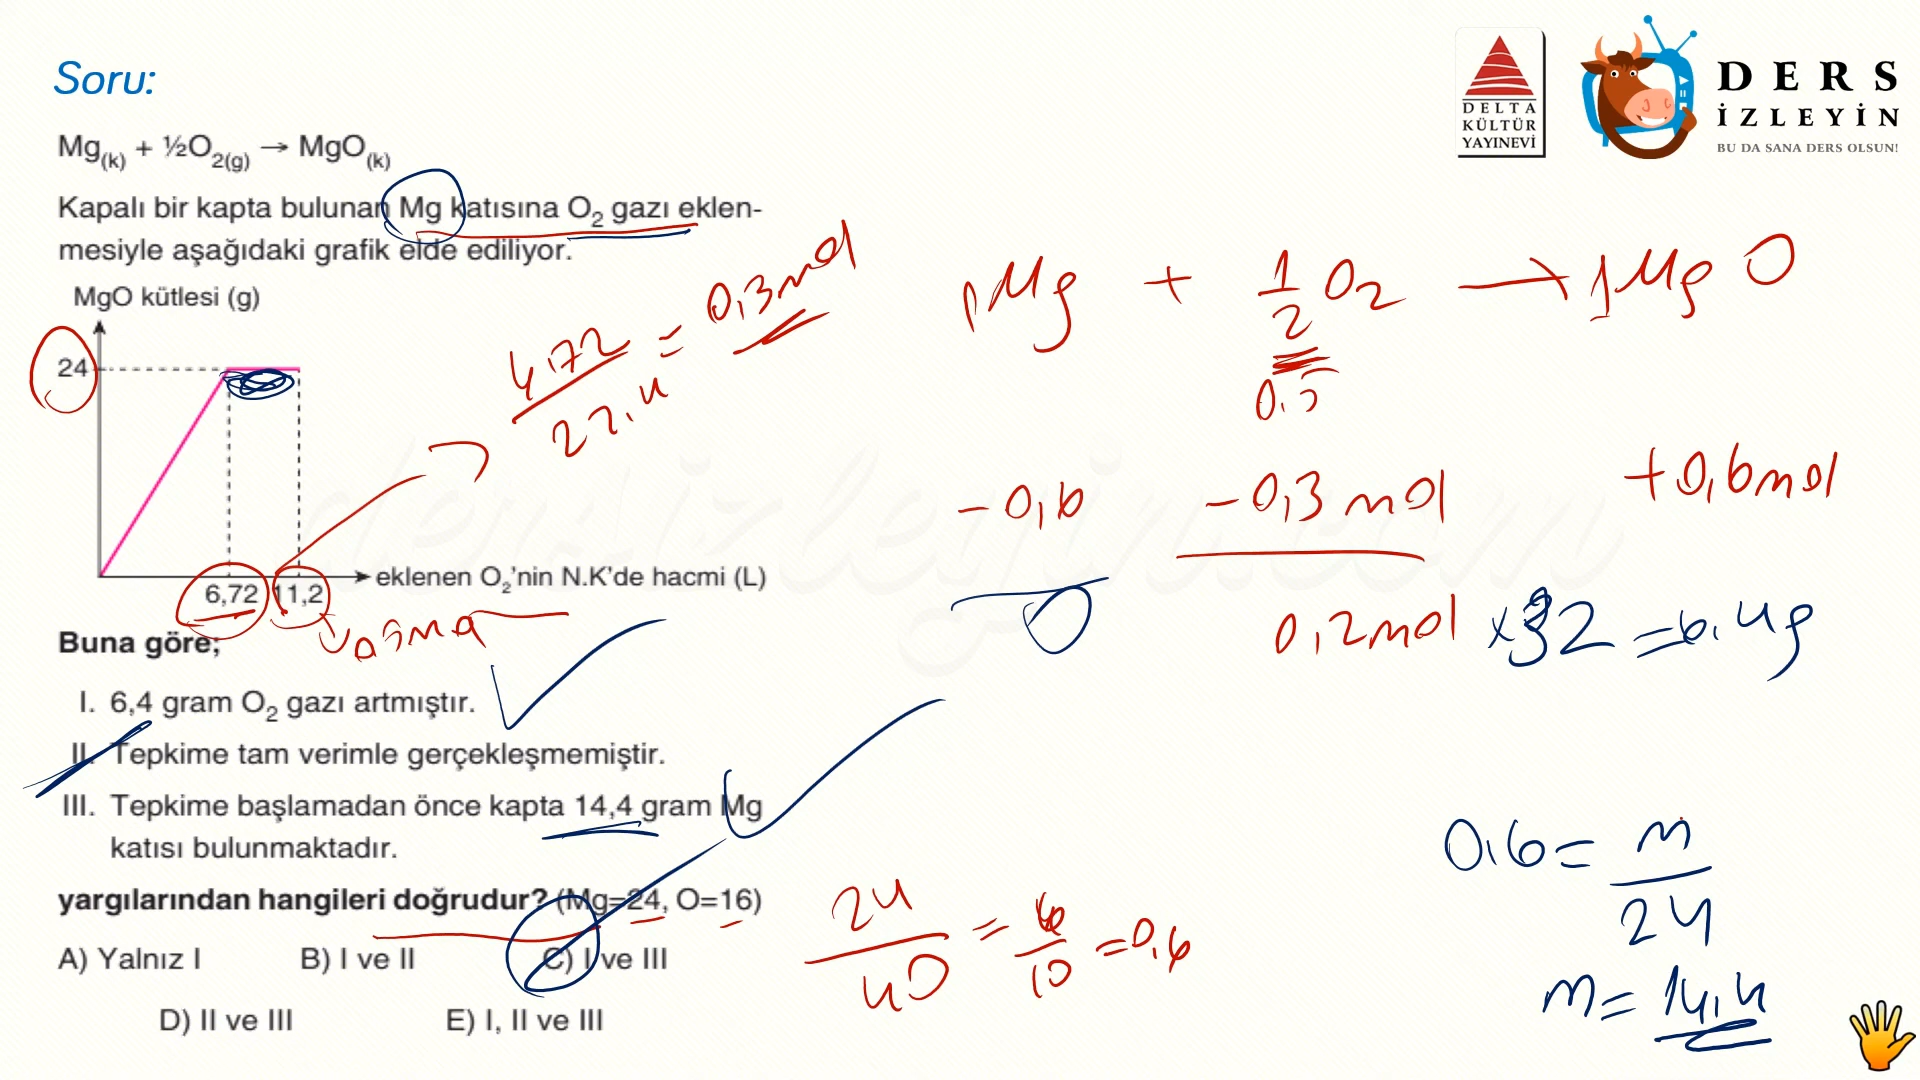 Soru:
DELTA
KÜLTÜR
YAYINEVİ
DERS
İZLEYİN
BU DA SANA DERS OLSUN!
Mg(k) + ½O2(g) → MgO(k)
Kapalı bir kapta bulunan Mg katısına O2 gazı eklen-
mesiyle aşağıdaki grafik elde ediliyor.
MgO kütlesi (g)
24
6,72 11,2
eklenen O2'nin N.K'de hacmi (L)
Buna göre;
I. 6,4 gram O2 gazı artmıştır.
II. Tepkime tam verimle gerçekleşmemiştir.
III. Tepkime başlamadan önce kapta 14,4 gram Mg
katısı bulunmaktadır.
yargılarından hangileri doğrudur? (Mg=24, O=16)
A) Yalnız I B) I ve II C) I ve III
D) II ve III E) I, II ve III
4,72/22,4 = 0,3mol
1Mg + 1/2 O2 → 1MgO
0,5
-0,6 -0,3mol +0,6mol
0 0,2mol x32 = 6,4g
24/40 = 6/10 = 0,6
0,6 = m/24
m = 14,4
dersizleyin.com